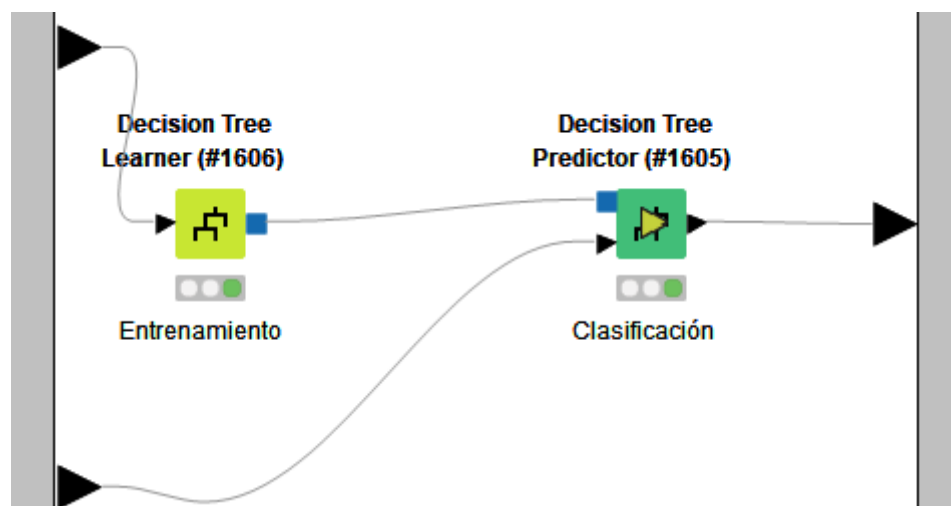 Decision Tree
Learner (#1606)
Decision Tree
Predictor (#1605)
Entrenamiento
Clasificación